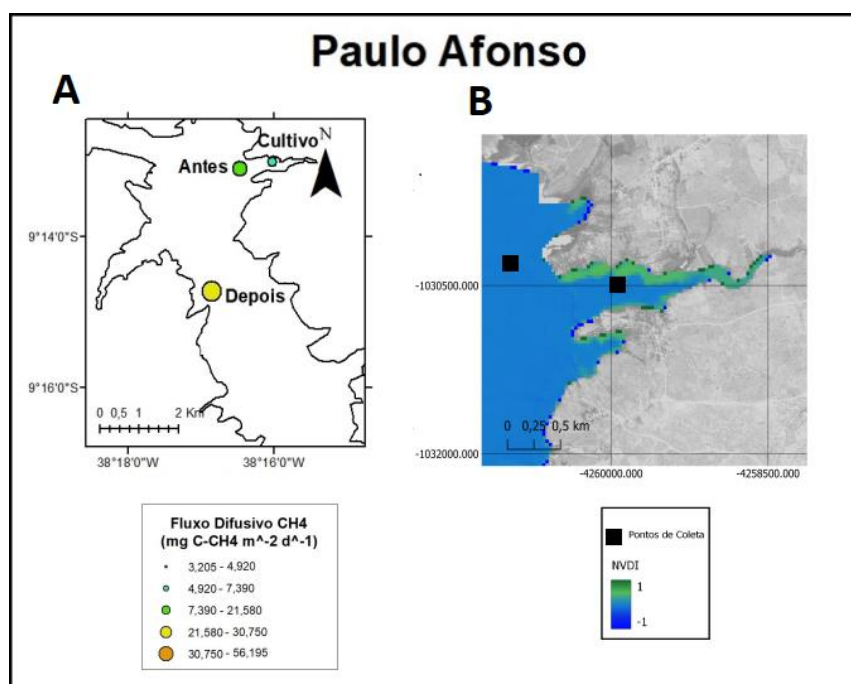 Paulo Afonso
A
B
Cultivo
N
Antes
Depois
9°14'0"S
9°16'0"S
0 0,5 1 2 Km
38°18'0"W
38°16'0"W
-1030500.000
-1032000.000
0 0,25 0,5 km
-4260000.000
-4258500.000
Fluxo Difusivo CH4
(mg C-CH4 m^-2 d^-1)
3,205 - 4,920
4,920 - 7,390
7,390 - 21,580
21,580 - 30,750
30,750 - 56,195
Pontos de Coleta
NVDI
1
-1